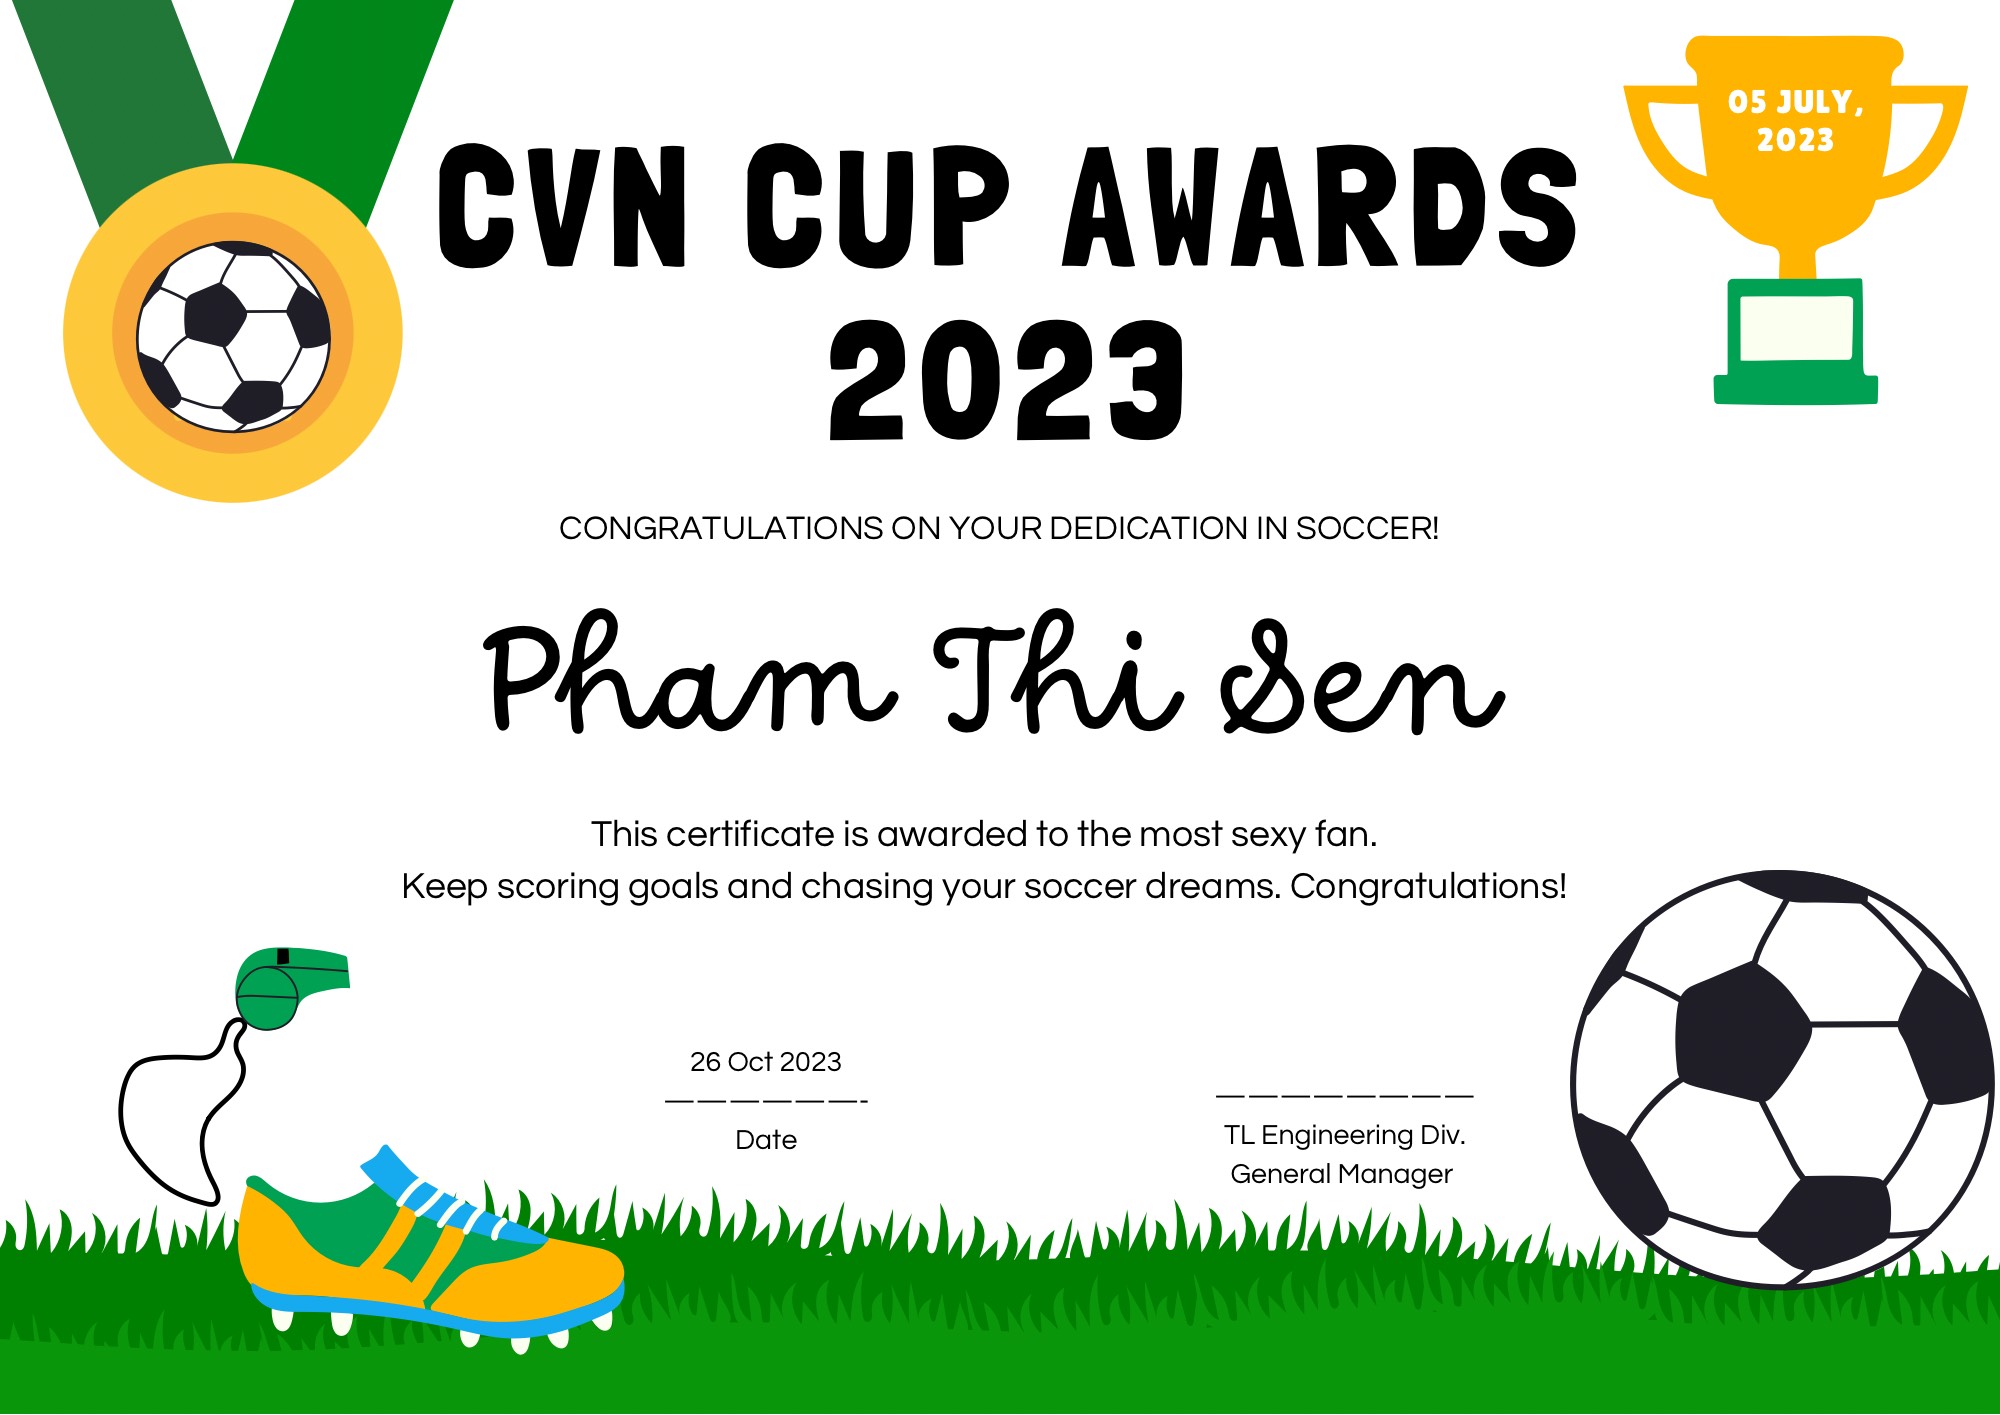 05 JULY,
2023
CVN CUP AWARDS
2023
CONGRATULATIONS ON YOUR DEDICATION IN SOCCER!
Pham Thi Sen
This certificate is awarded to the most sexy fan.
Keep scoring goals and chasing your soccer dreams. Congratulations!
26 Oct 2023
——————-
Date
————————
TL Engineering Div.
General Manager